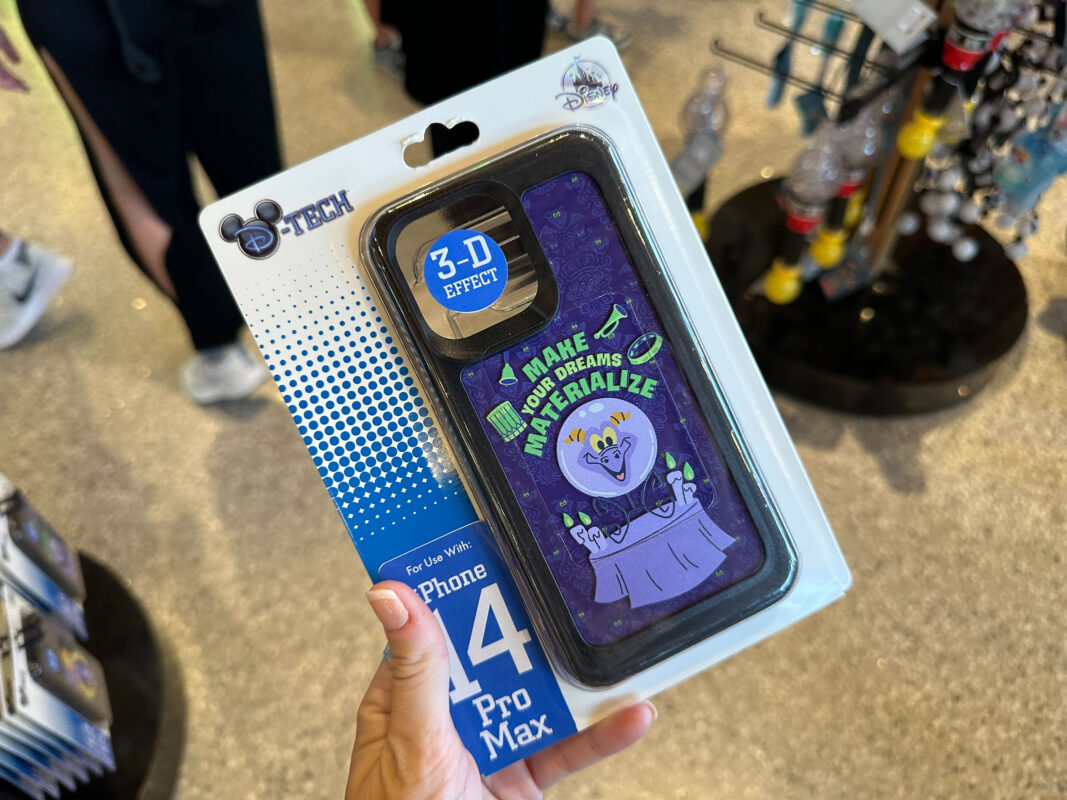 Disney
D-TECH
3-D
EFFECT
MAKE
YOUR DREAMS
MATERIALIZE
For Use With:
iPhone
14
Pro
Max